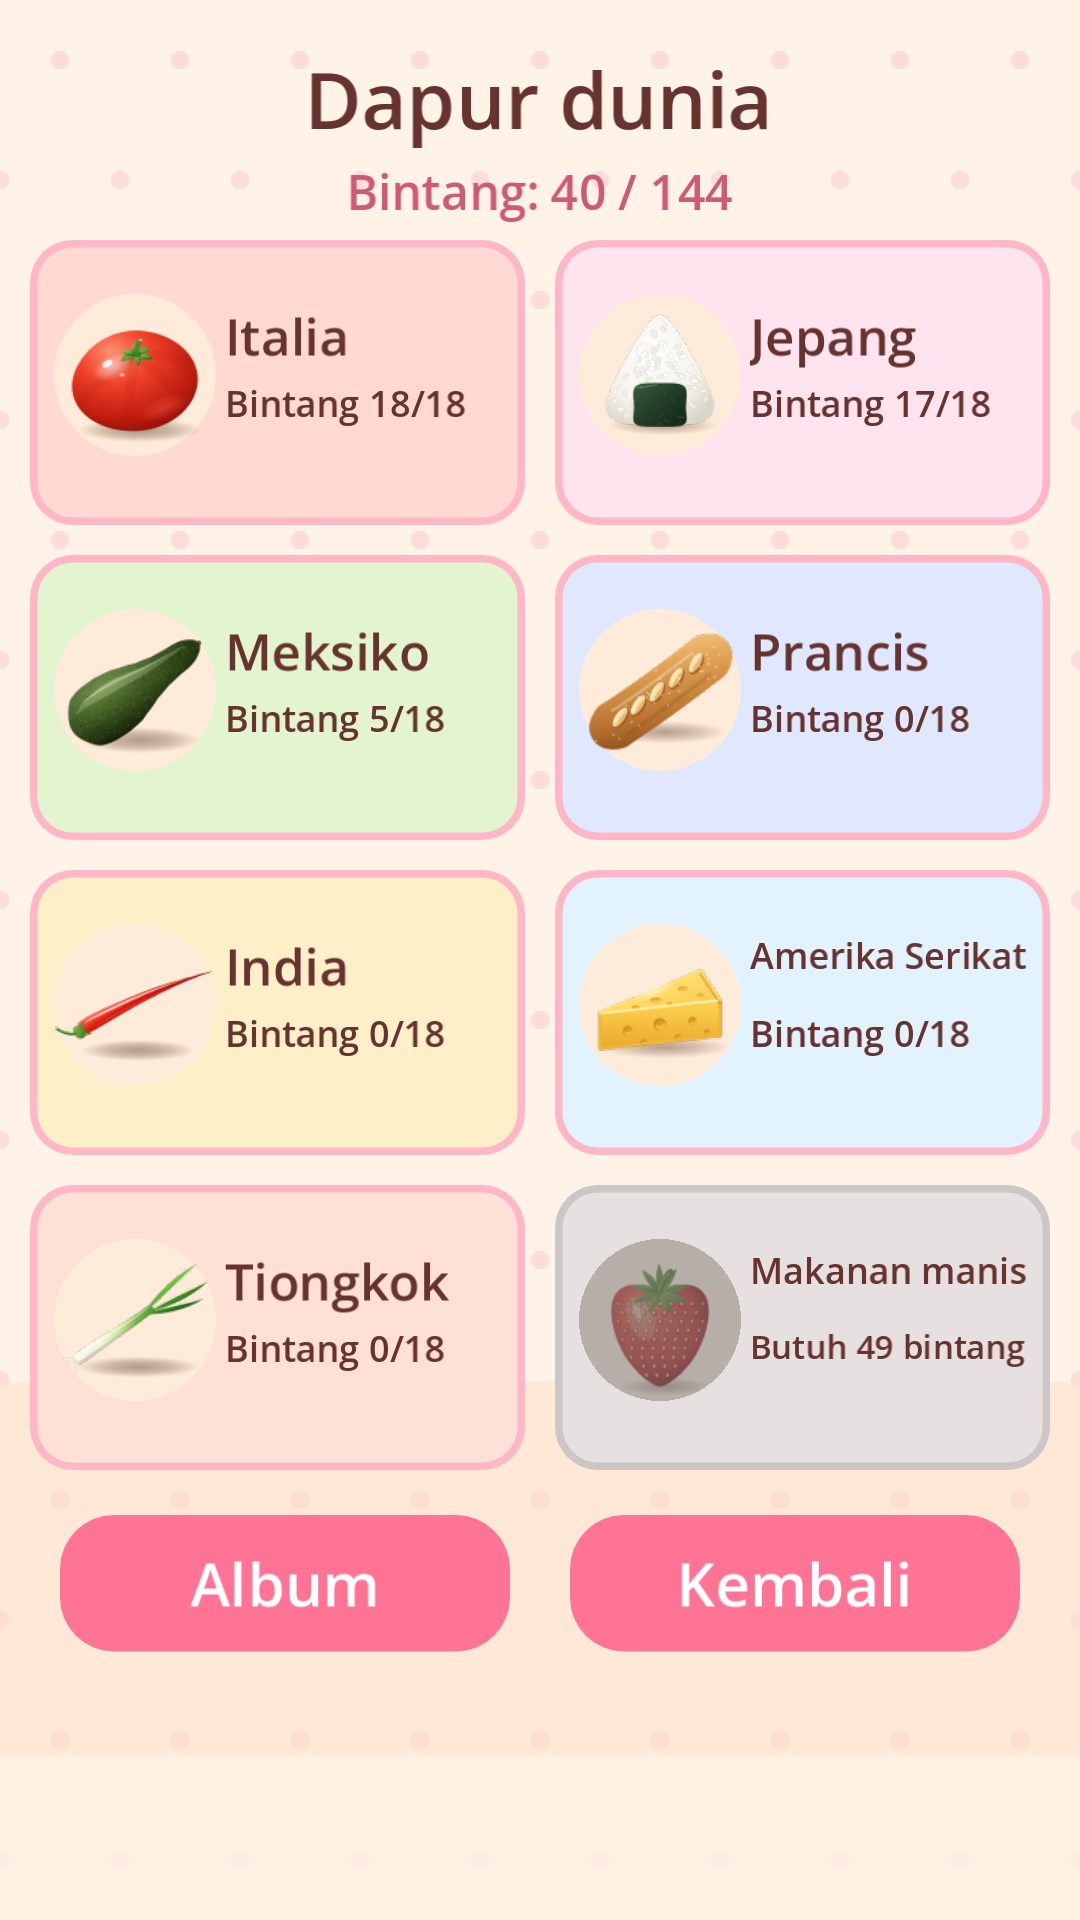 Dapur dunia
Bintang: 40 / 144
Italia
Bintang 18/18
Jepang
Bintang 17/18
Meksiko
Bintang 5/18
Prancis
Bintang 0/18
India
Bintang 0/18
Amerika Serikat
Bintang 0/18
Tiongkok
Bintang 0/18
Makanan manis
Butuh 49 bintang
Album
Kembali